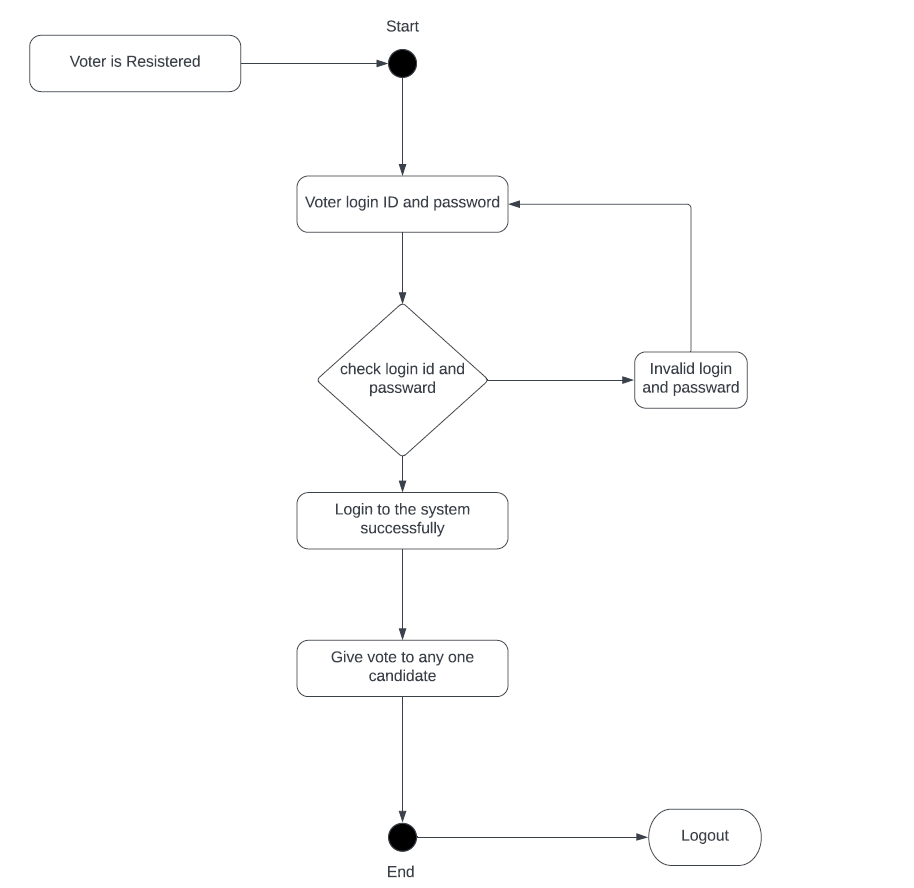 Start
Voter is Resistered
Voter login ID and password
check login id and
passward
Invalid login
and passward
Login to the system
successfully
Give vote to any one
candidate
Logout
End